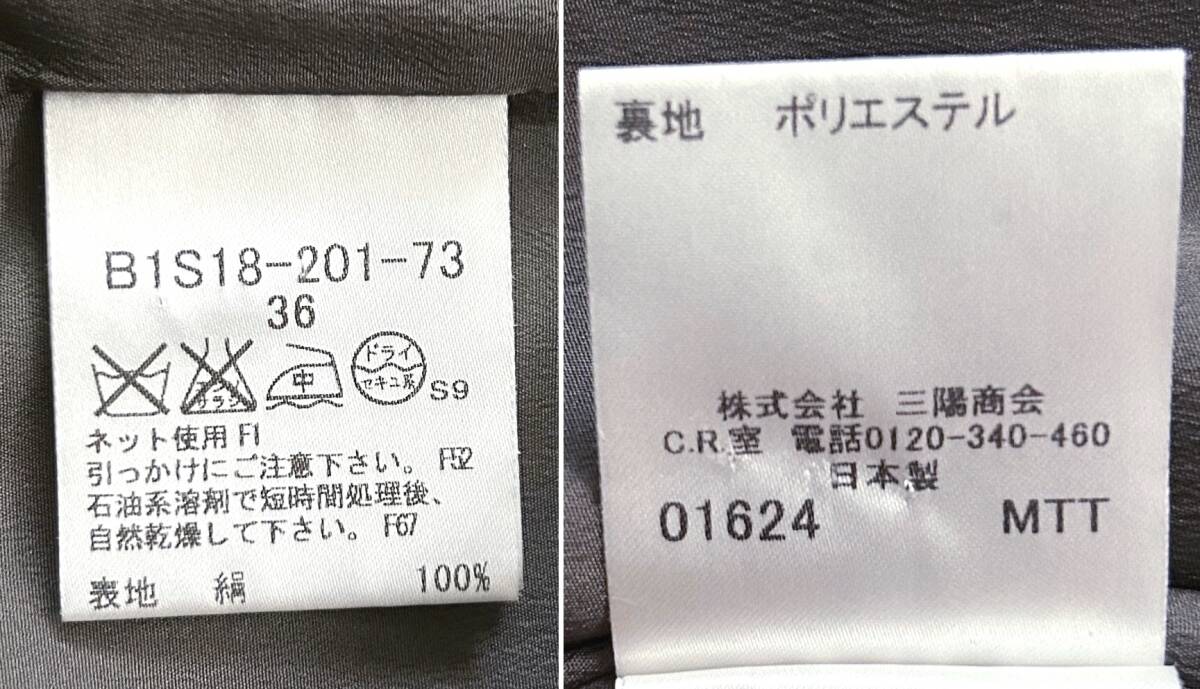 B1S18-201-73
36
サラシ
中
ドライ
セキユ系
S9
ネット使用 F1
引っかけにご注意下さい。 F52
石油系溶剤で短時間処理後、
自然乾燥して下さい。 F67
表地 絹 100%
裏地 ポリエステル
株式会社 三陽商会
C.R.室 電話0120-340-460
日本製
01624 MTT